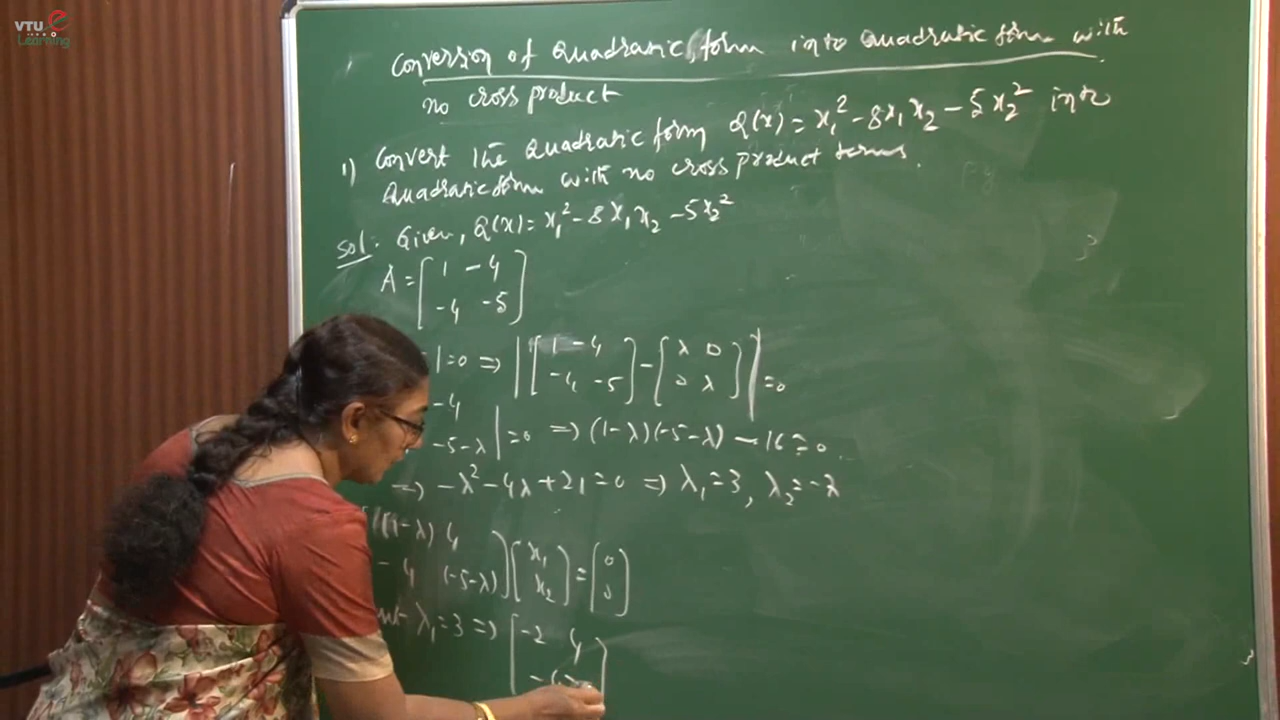 VTU e
Learning
Conversion of Quadratic form into Quadratic form with
no cross product
1) Convert the Quadratic form Q(x) = x₁² - 8x₁x₂ - 5x₂² into
Quadratic form with no cross product terms.
Sol: Given, Q(x) = x₁² - 8x₁x₂ - 5x₂²
A = [1 -4
-4 -5]
|=0 ⇒ |[1 -4
-4 -5] - [λ 0
0 λ]| = 0
-4
-5-λ| = 0 ⇒ (1-λ)(-5-λ) - 16 = 0
⇒ -λ² - 4λ + 21 = 0 ⇒ λ₁ = 3, λ₂ = -7
[(1-λ) 4
-4 (-5-λ)] [x₁
x₂] = [0
0]
λ₁ = 3 ⇒ [-2 4